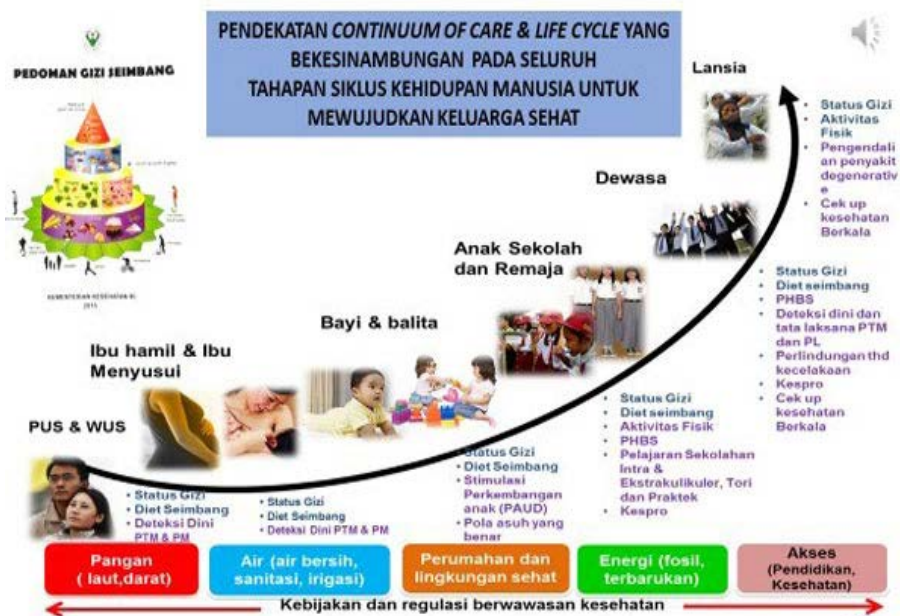 PENDEKATAN CONTINUUM OF CARE & LIFE CYCLE YANG
BEKESINAMBUNGAN PADA SELURUH
TAHAPAN SIKLUS KEHIDUPAN MANUSIA UNTUK
MEWUJUDKAN KELUARGA SEHAT
PEDOMAN GIZI SEIMBANG
KEMENTERIAN KESEHATAN RI.
PUS & WUS
• Status Gizi
• Diet Seimbang
• Deteksi Dini
PTM & PM
Ibu hamil & Ibu
Menyusui
• Status Gizi
• Diet Seimbang
• Deteksi Dini PTM & PM
Bayi & balita
• Status Gizi
• Diet Seimbang
• Stimulasi
Perkembangan
anak (PAUD)
• Pola asuh yang
benar
Anak Sekolah
dan Remaja
• Status Gizi
• Diet seimbang
• Aktivitas Fisik
• PHBS
• Pelajaran Sekolahan
Intra &
Ekstrakulikuler, Tori
dan Praktek
• Kespro
Dewasa
• Status Gizi
• Diet seimbang
• PHBS
• Deteksi dini dan
tata laksana PTM
dan PL
• Perlindungan thd
kecelakaan
• Kespro
• Cek up
kesehatan
Berkala
Lansia
• Status Gizi
• Aktivitas
Fisik
• Pengendali
an penyakit
degenerativ
e
• Cek up
kesehatan
Berkala
Pangan
( laut,darat)
Air (air bersih,
sanitasi, irigasi)
Perumahan dan
lingkungan sehat
Energi (fosil,
terbarukan)
Akses
(Pendidikan,
Kesehatan)
Kebijakan dan regulasi berwawasan kesehatan